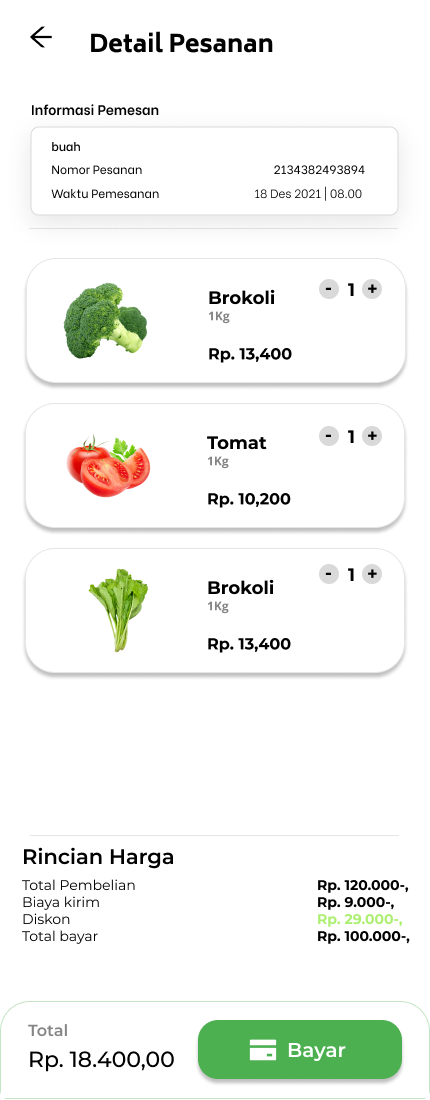 Detail Pesanan
Informasi Pemesan
buah
Nomor Pesanan 2134382493894
Waktu Pemesanan 18 Des 2021 | 08.00
Brokoli - 1 +
1Kg
Rp. 13,400
Tomat - 1 +
1Kg
Rp. 10,200
Brokoli - 1 +
1Kg
Rp. 13,400
Rincian Harga
Total Pembelian Rp. 120.000-,
Biaya kirim Rp. 9.000-,
Diskon Rp. 29.000-,
Total bayar Rp. 100.000-,
Total
Rp. 18.400,00
Bayar